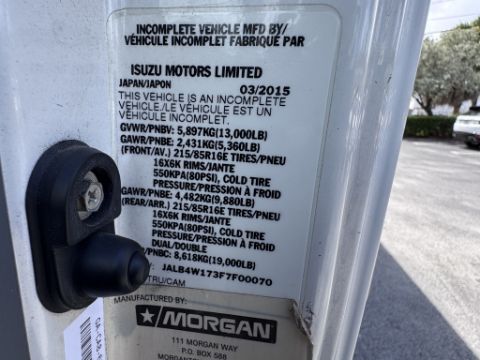 INCOMPLETE VEHICLE MFD BY/
VÉHICULE INCOMPLET FABRIQUÉ PAR
ISUZU MOTORS LIMITED
JAPAN/JAPON 03/2015
THIS VEHICLE IS AN INCOMPLETE
VEHICLE./LE VÉHICULE EST UN
VÉHICULE INCOMPLET.
GVWR/PNBV: 5,897KG(13,000LB)
GAWR/PNBE: 2,431KG(5,360LB)
(FRONT/AV.) 215/85R16E TIRES/PNEU
16X6K RIMS/JANTE
550KPA(80PSI), COLD TIRE
PRESSURE/PRESSION À FROID
GAWR/PNBE: 4,482KG(9,880LB)
(REAR/ARR.) 215/85R16E TIRES/PNEU
16X6K RIMS/JANTE
550KPA(80PSI), COLD TIRE
PRESSURE/PRESSION À FROID
DUAL/DOUBLE
PNBC: 8,618KG(19,000LB)
JALB4W173F7F00070
TRU/CAM
MANUFACTURED BY
MORGAN
111 MORGAN WAY
P.O. BOX 588